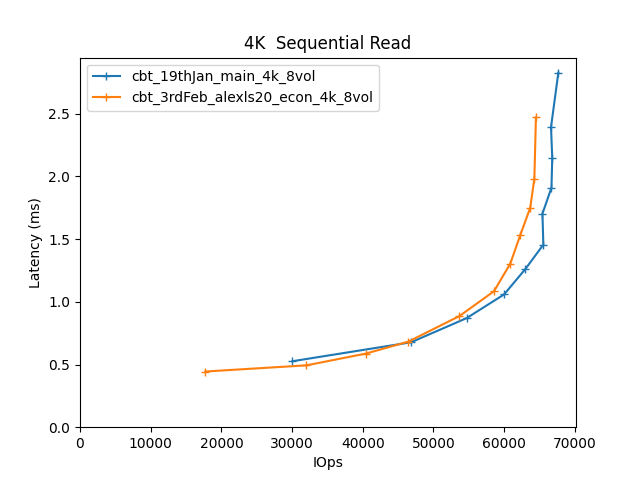 4K  Sequential Read
cbt_19thJan_main_4k_8vol
cbt_3rdFeb_alexls20_econ_4k_8vol
Latency (ms)
2.5
2.0
1.5
1.0
0.5
0.0
0 10000 20000 30000 40000 50000 60000 70000
IOps